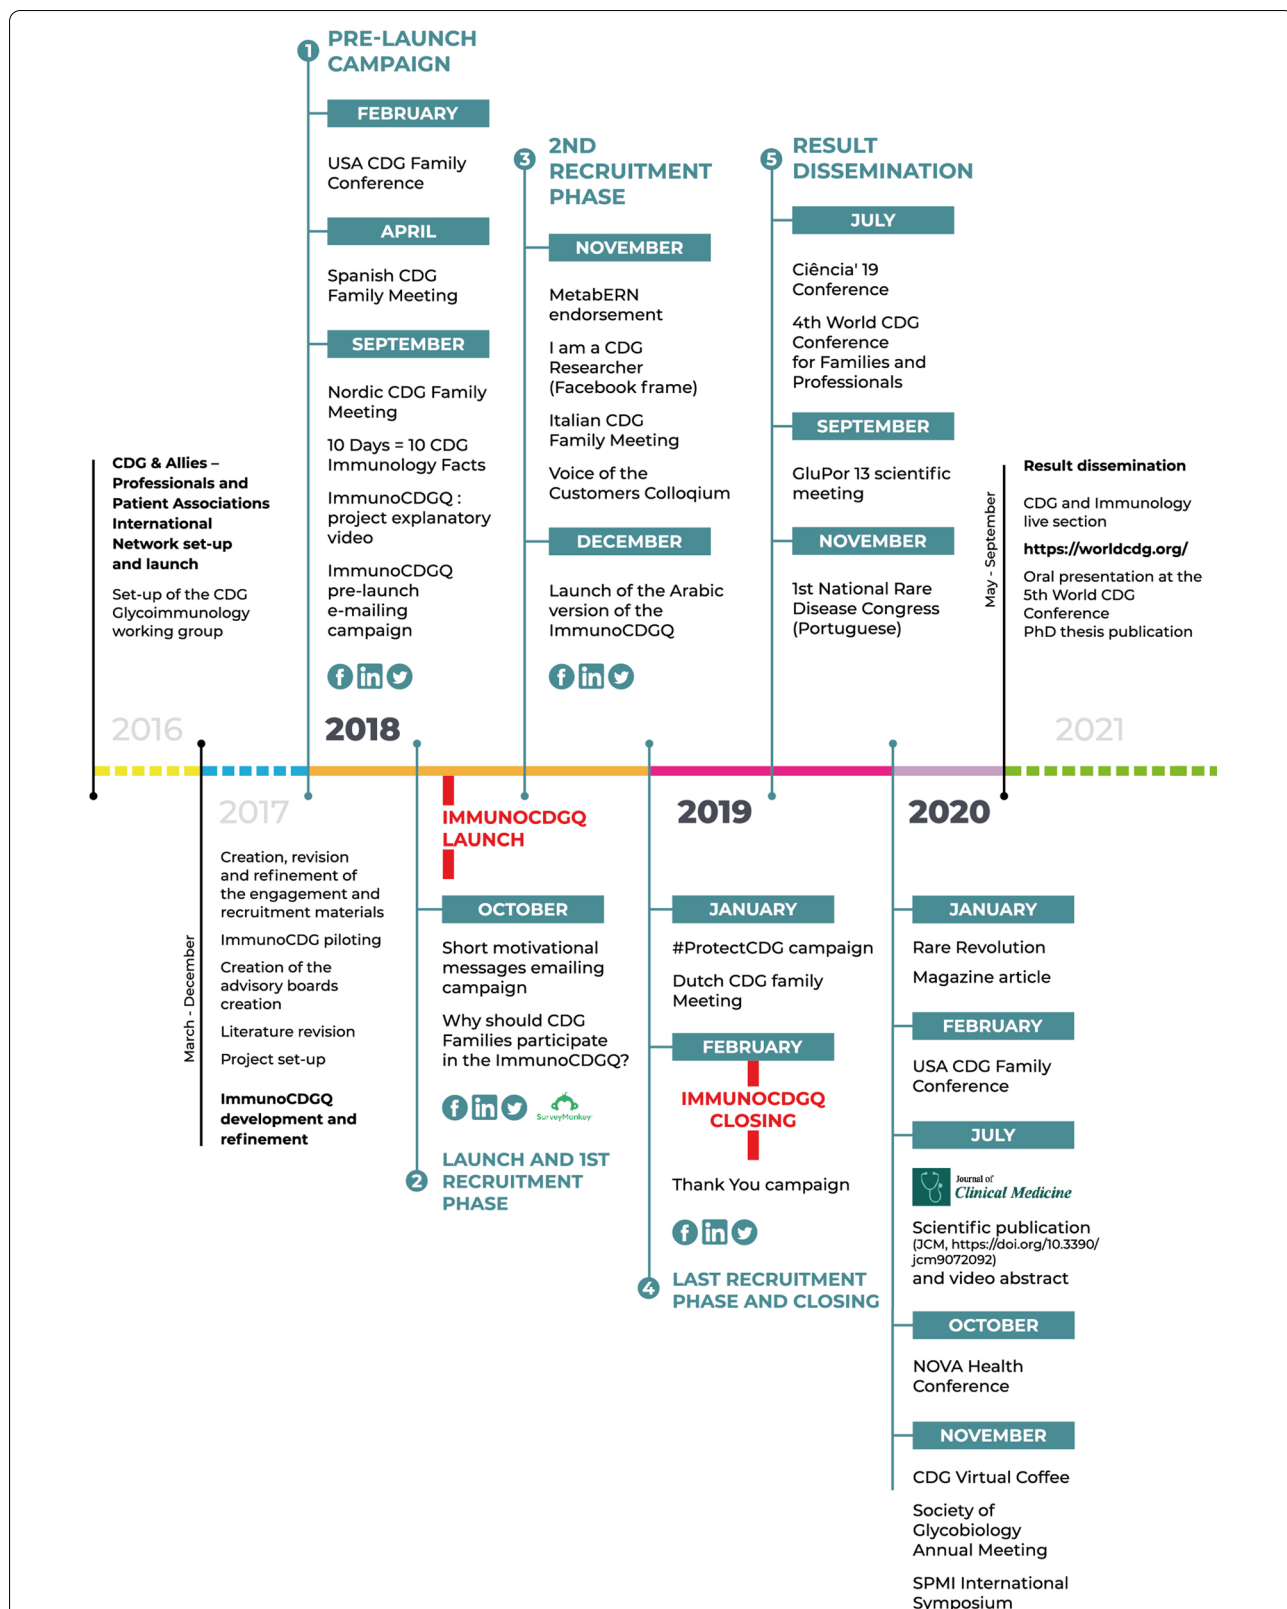 1 PRE-LAUNCH
CAMPAIGN
FEBRUARY
USA CDG Family
Conference
APRIL
Spanish CDG
Family Meeting
SEPTEMBER
Nordic CDG Family
Meeting
10 Days = 10 CDG
Immunology Facts
ImmunoCDGQ :
project explanatory
video
ImmunoCDGQ
pre-launch
e-mailing
campaign
3 2ND
RECRUITMENT
PHASE
NOVEMBER
MetabERN
endorsement
I am a CDG
Researcher
(Facebook frame)
Italian CDG
Family Meeting
Voice of the
Customers Colloqium
DECEMBER
Launch of the Arabic
version of the
ImmunoCDGQ
5 RESULT
DISSEMINATION
JULY
Ciência' 19
Conference
4th World CDG
Conference
for Families and
Professionals
SEPTEMBER
GluPor 13 scientific
meeting
NOVEMBER
1st National Rare
Disease Congress
(Portuguese)
CDG & Allies –
Professionals and
Patient Associations
International
Network set-up
and launch
Set-up of the CDG
Glycoimmunology
working group
May - September
Result dissemination
CDG and Immunology
live section
https://worldcdg.org/
Oral presentation at the
5th World CDG
Conference
PhD thesis publication
2016
2018
2021
2017
2019
2020
March - December
Creation, revision
and refinement of
the engagement and
recruitment materials
ImmunoCDG piloting
Creation of the
advisory boards
creation
Literature revision
Project set-up
ImmunoCDGQ
development and
refinement
IMMUNOCDGQ
LAUNCH
OCTOBER
Short motivational
messages emailing
campaign
Why should CDG
Families participate
in the ImmunoCDGQ?
SurveyMonkey
2 LAUNCH AND 1ST
RECRUITMENT
PHASE
JANUARY
#ProtectCDG campaign
Dutch CDG family
Meeting
FEBRUARY
IMMUNOCDGQ
CLOSING
Thank You campaign
4 LAST RECRUITMENT
PHASE AND CLOSING
JANUARY
Rare Revolution
Magazine article
FEBRUARY
USA CDG Family
Conference
JULY
Journal of
Clinical Medicine
Scientific publication
(JCM, https://doi.org/10.3390/
jcm9072092)
and video abstract
OCTOBER
NOVA Health
Conference
NOVEMBER
CDG Virtual Coffee
Society of
Glycobiology
Annual Meeting
SPMI International
Symposium